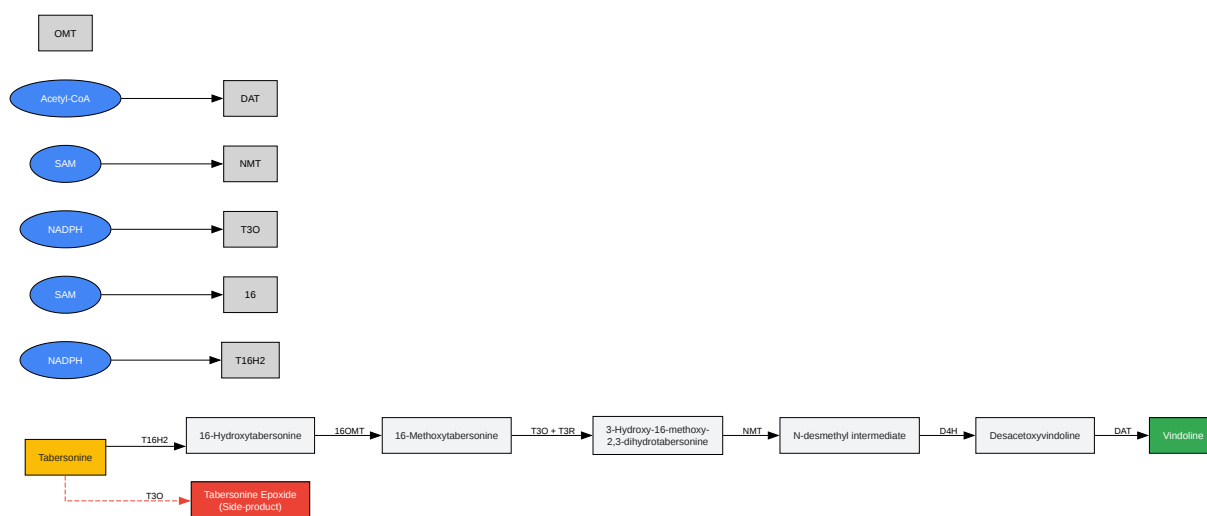 OMT
Acetyl-CoA
DAT
SAM
NMT
NADPH
T3O
SAM
16
NADPH
T16H2
Tabersonine
T16H2
16-Hydroxytabersonine
16OMT
16-Methoxytabersonine
T3O + T3R
3-Hydroxy-16-methoxy-
2,3-dihydrotabersonine
NMT
N-desmethyl intermediate
D4H
Desacetoxyvindoline
DAT
Vindoline
T3O
Tabersonine Epoxide
(Side-product)